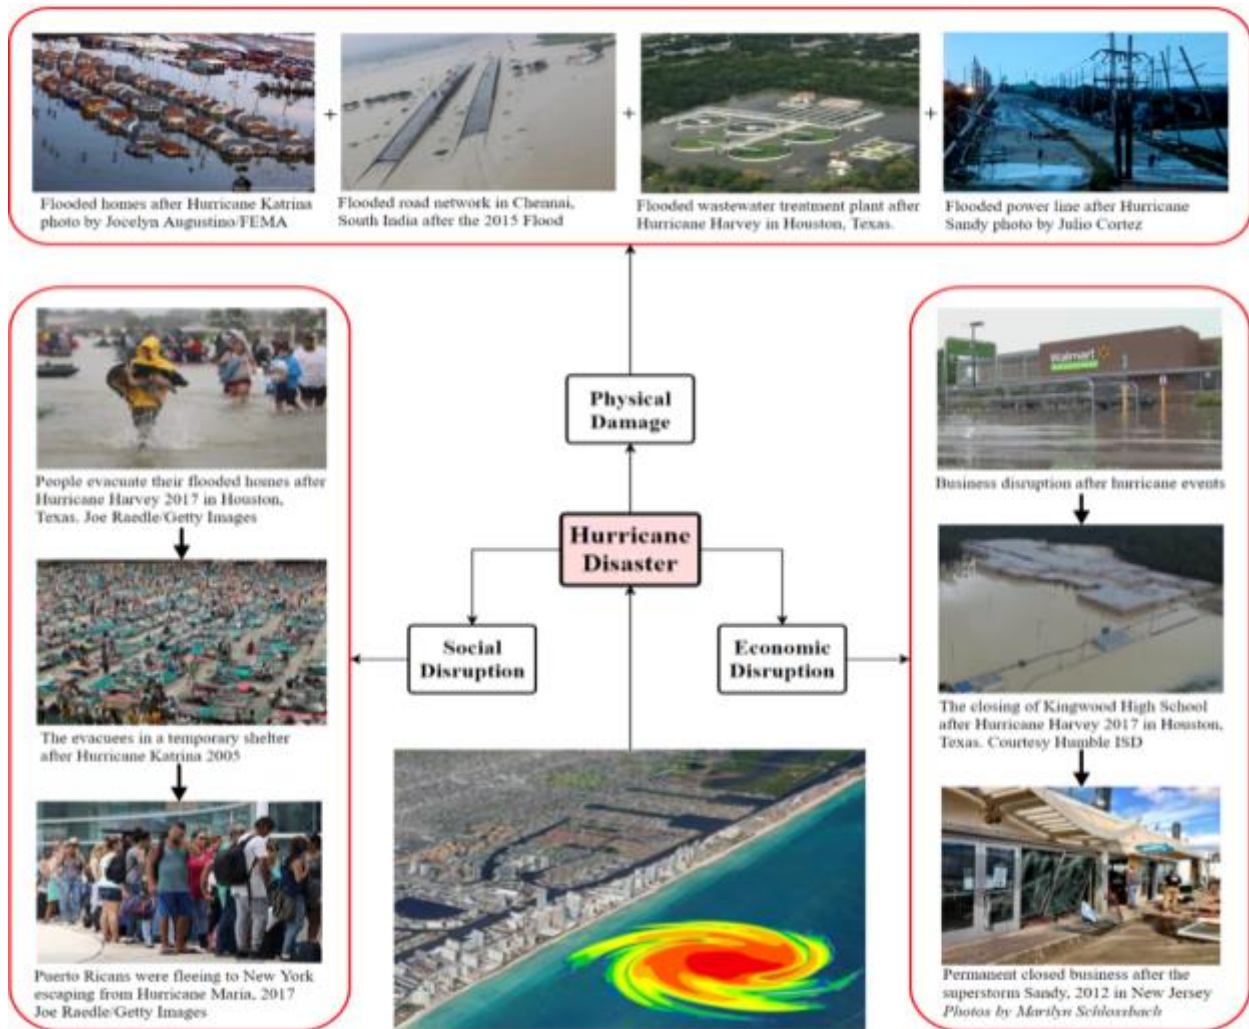 Flooded homes after Hurricane Katrina
photo by Jocelyn Augustino/FEMA
+
Flooded road network in Chennai,
South India after the 2015 Flood
+
Flooded wastewater treatment plant after
Hurricane Harvey in Houston, Texas.
+
Flooded power line after Hurricane
Sandy photo by Julio Cortez
People evacuate their flooded homes after
Hurricane Harvey 2017 in Houston,
Texas. Joe Raedle/Getty Images
The evacuees in a temporary shelter
after Hurricane Katrina 2005
Puerto Ricans were fleeing to New York
escaping from Hurricane Maria, 2017
Joe Raedle/Getty Images
Physical
Damage
Hurricane
Disaster
Social
Disruption
Economic
Disruption
Walmart
Business disruption after hurricane events
The closing of Kingwood High School
after Hurricane Harvey 2017 in Houston,
Texas. Courtesy Humble ISD
Permanent closed business after the
superstorm Sandy, 2012 in New Jersey
Photos by Marilyn Schlossbach